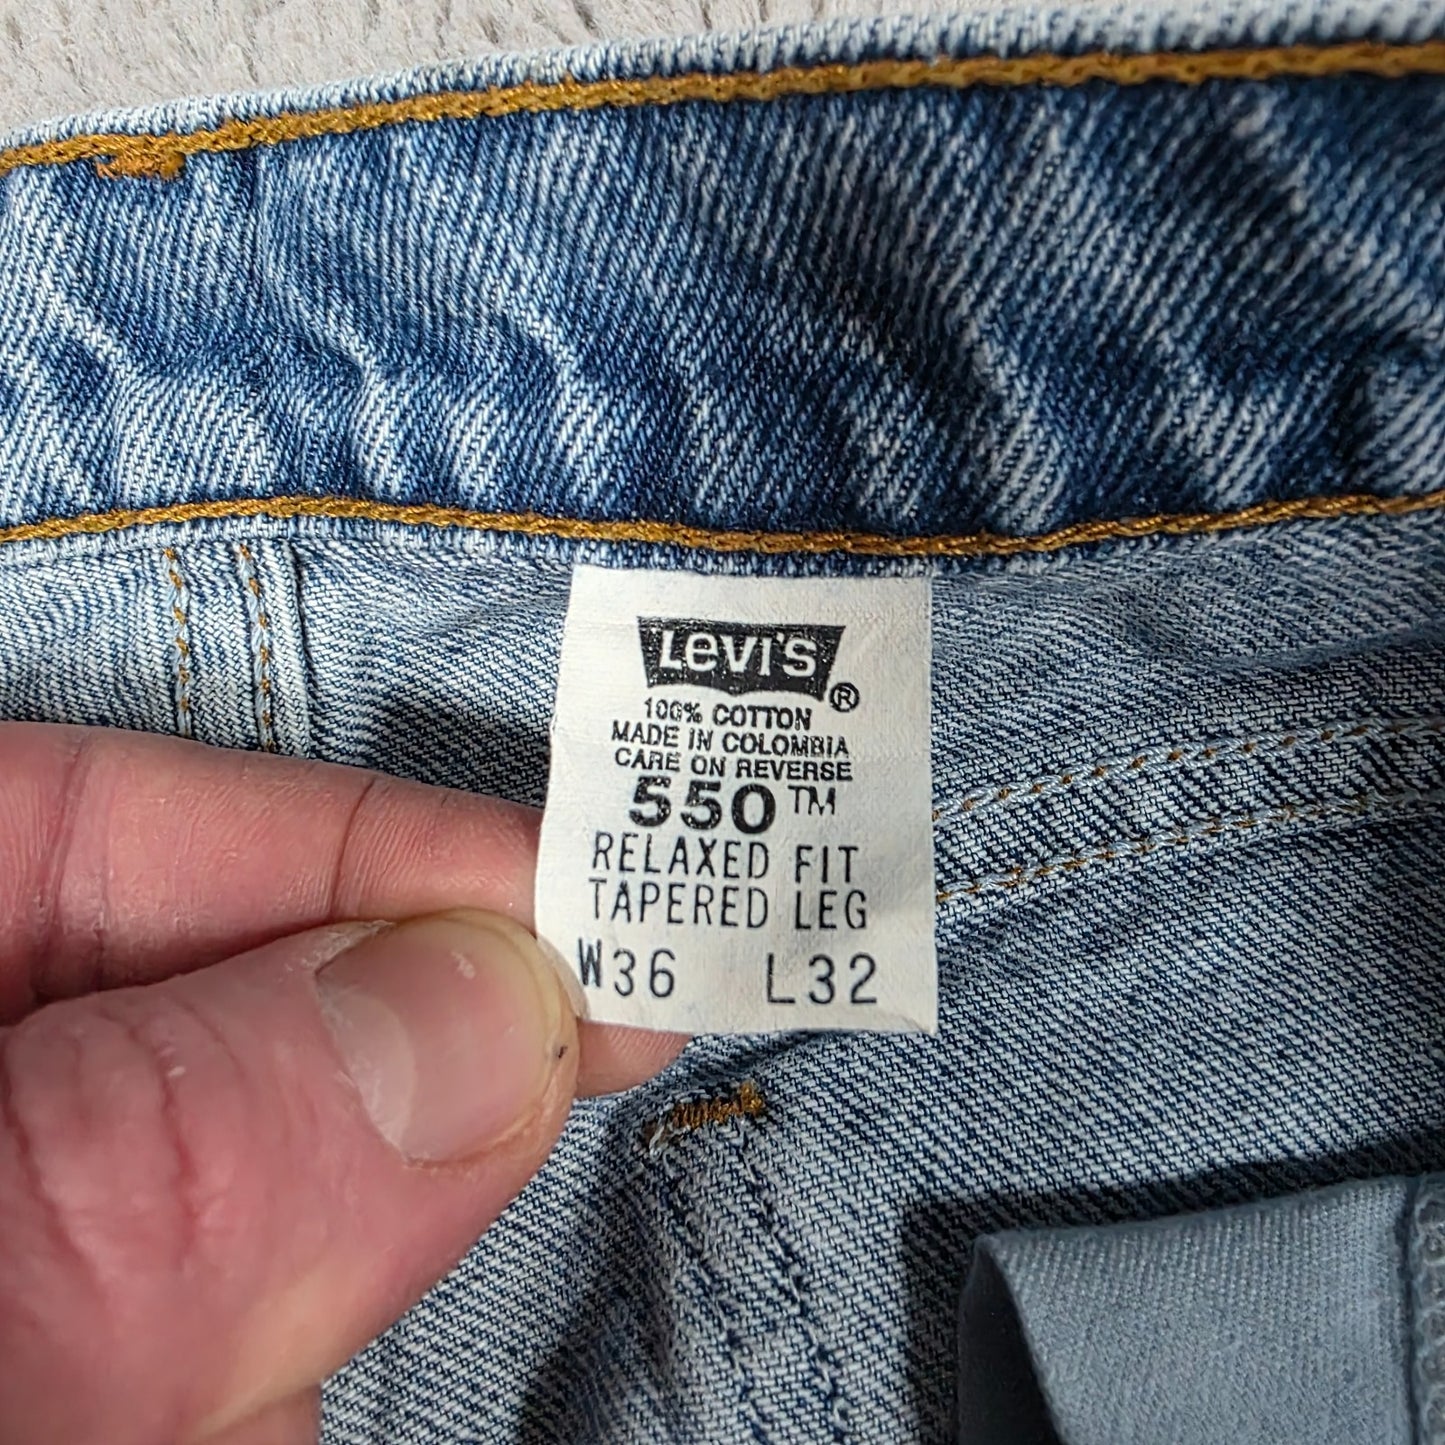 Levi's ®
100% COTTON
MADE IN COLOMBIA
CARE ON REVERSE
550™
RELAXED FIT
TAPERED LEG
W36 L32